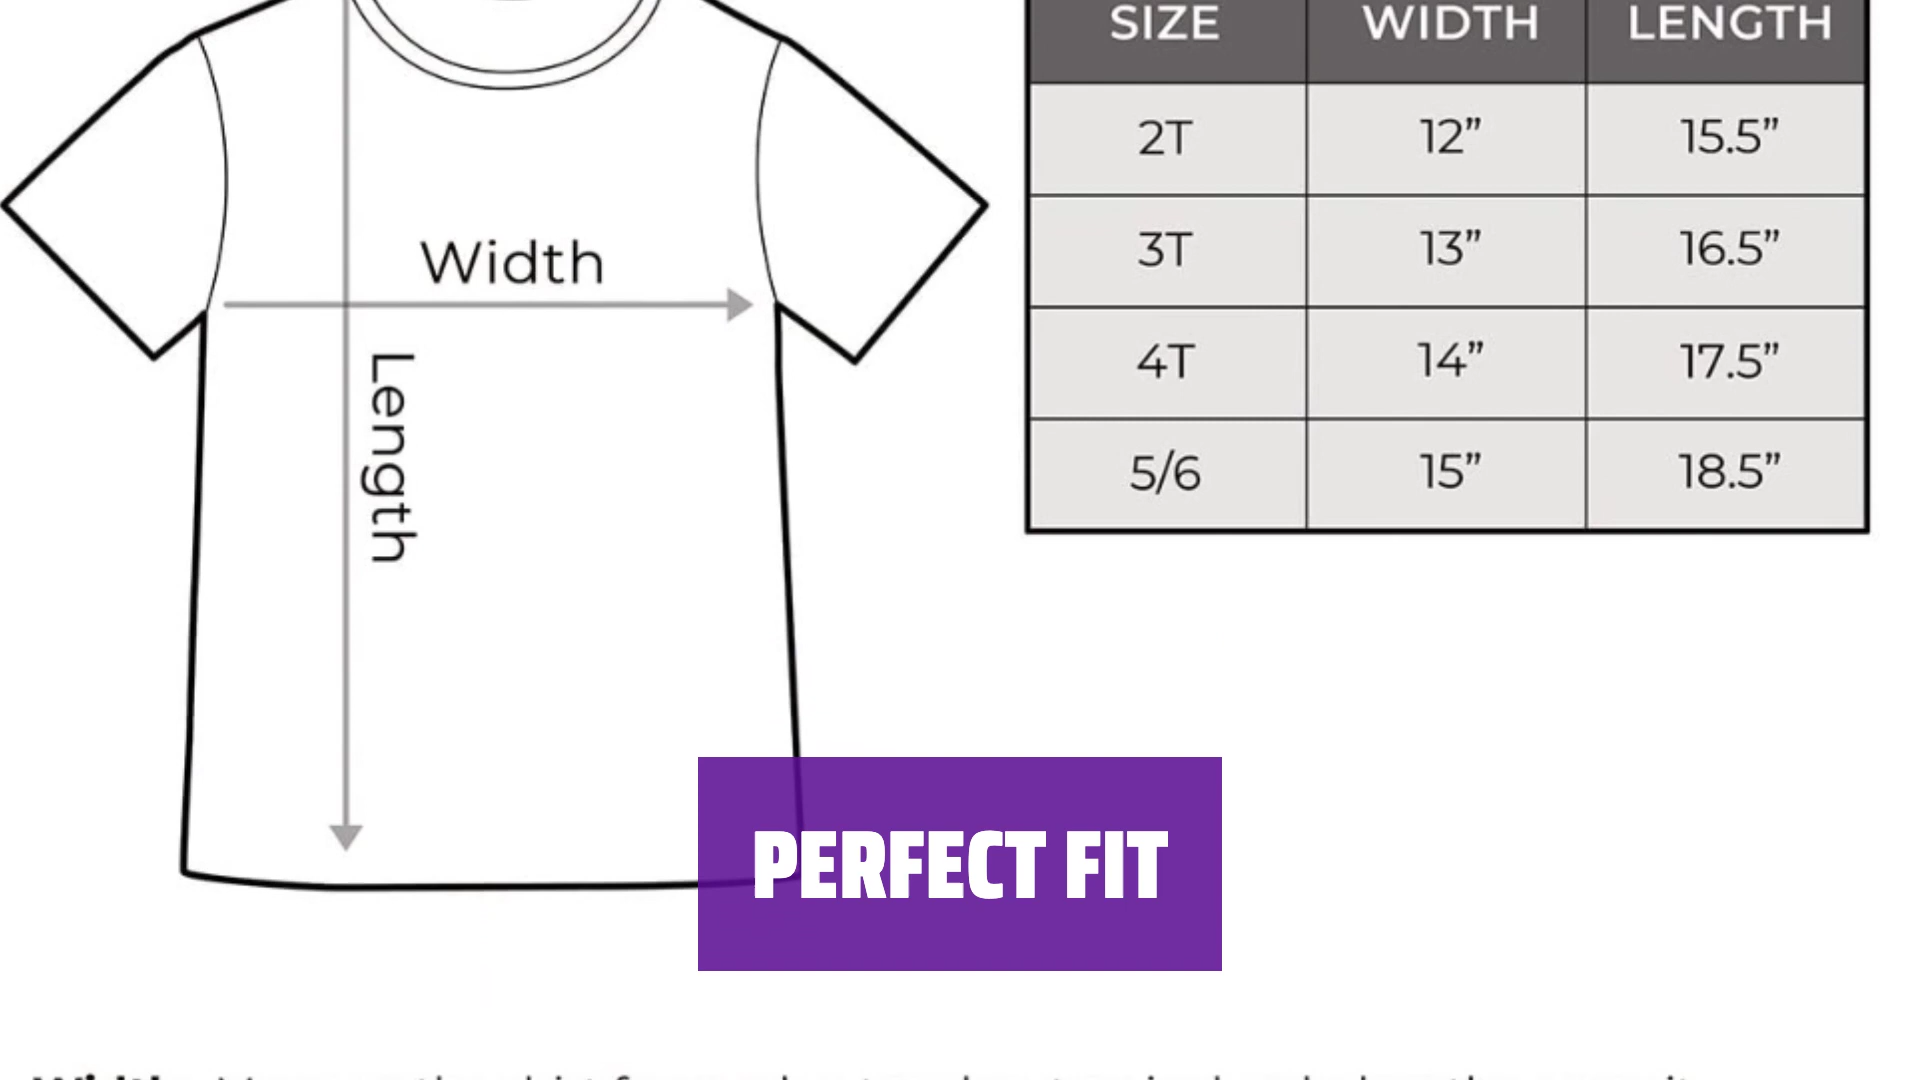 SIZE WIDTH LENGTH
2T 12” 15.5”
3T 13” 16.5”
4T 14” 17.5”
5/6 15” 18.5”
Width
Length
PERFECT FIT